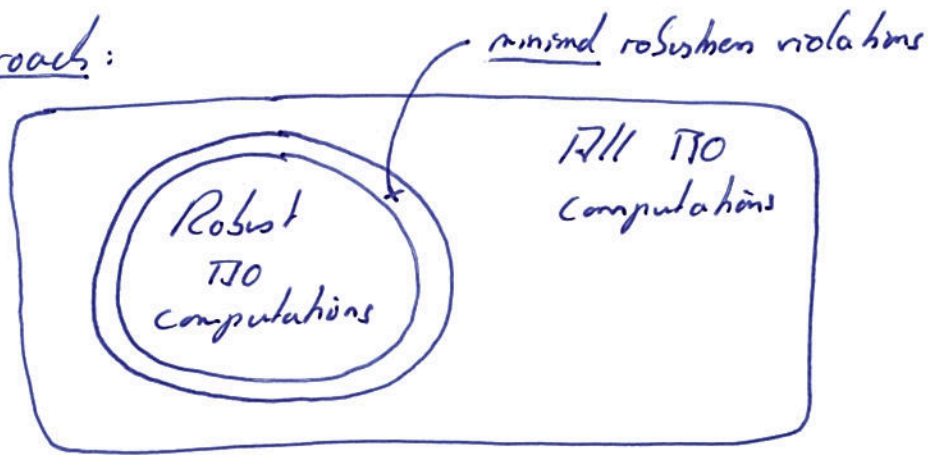 roach:
minimal robustness violations
All TSO
computations
Robust
TSO
computations